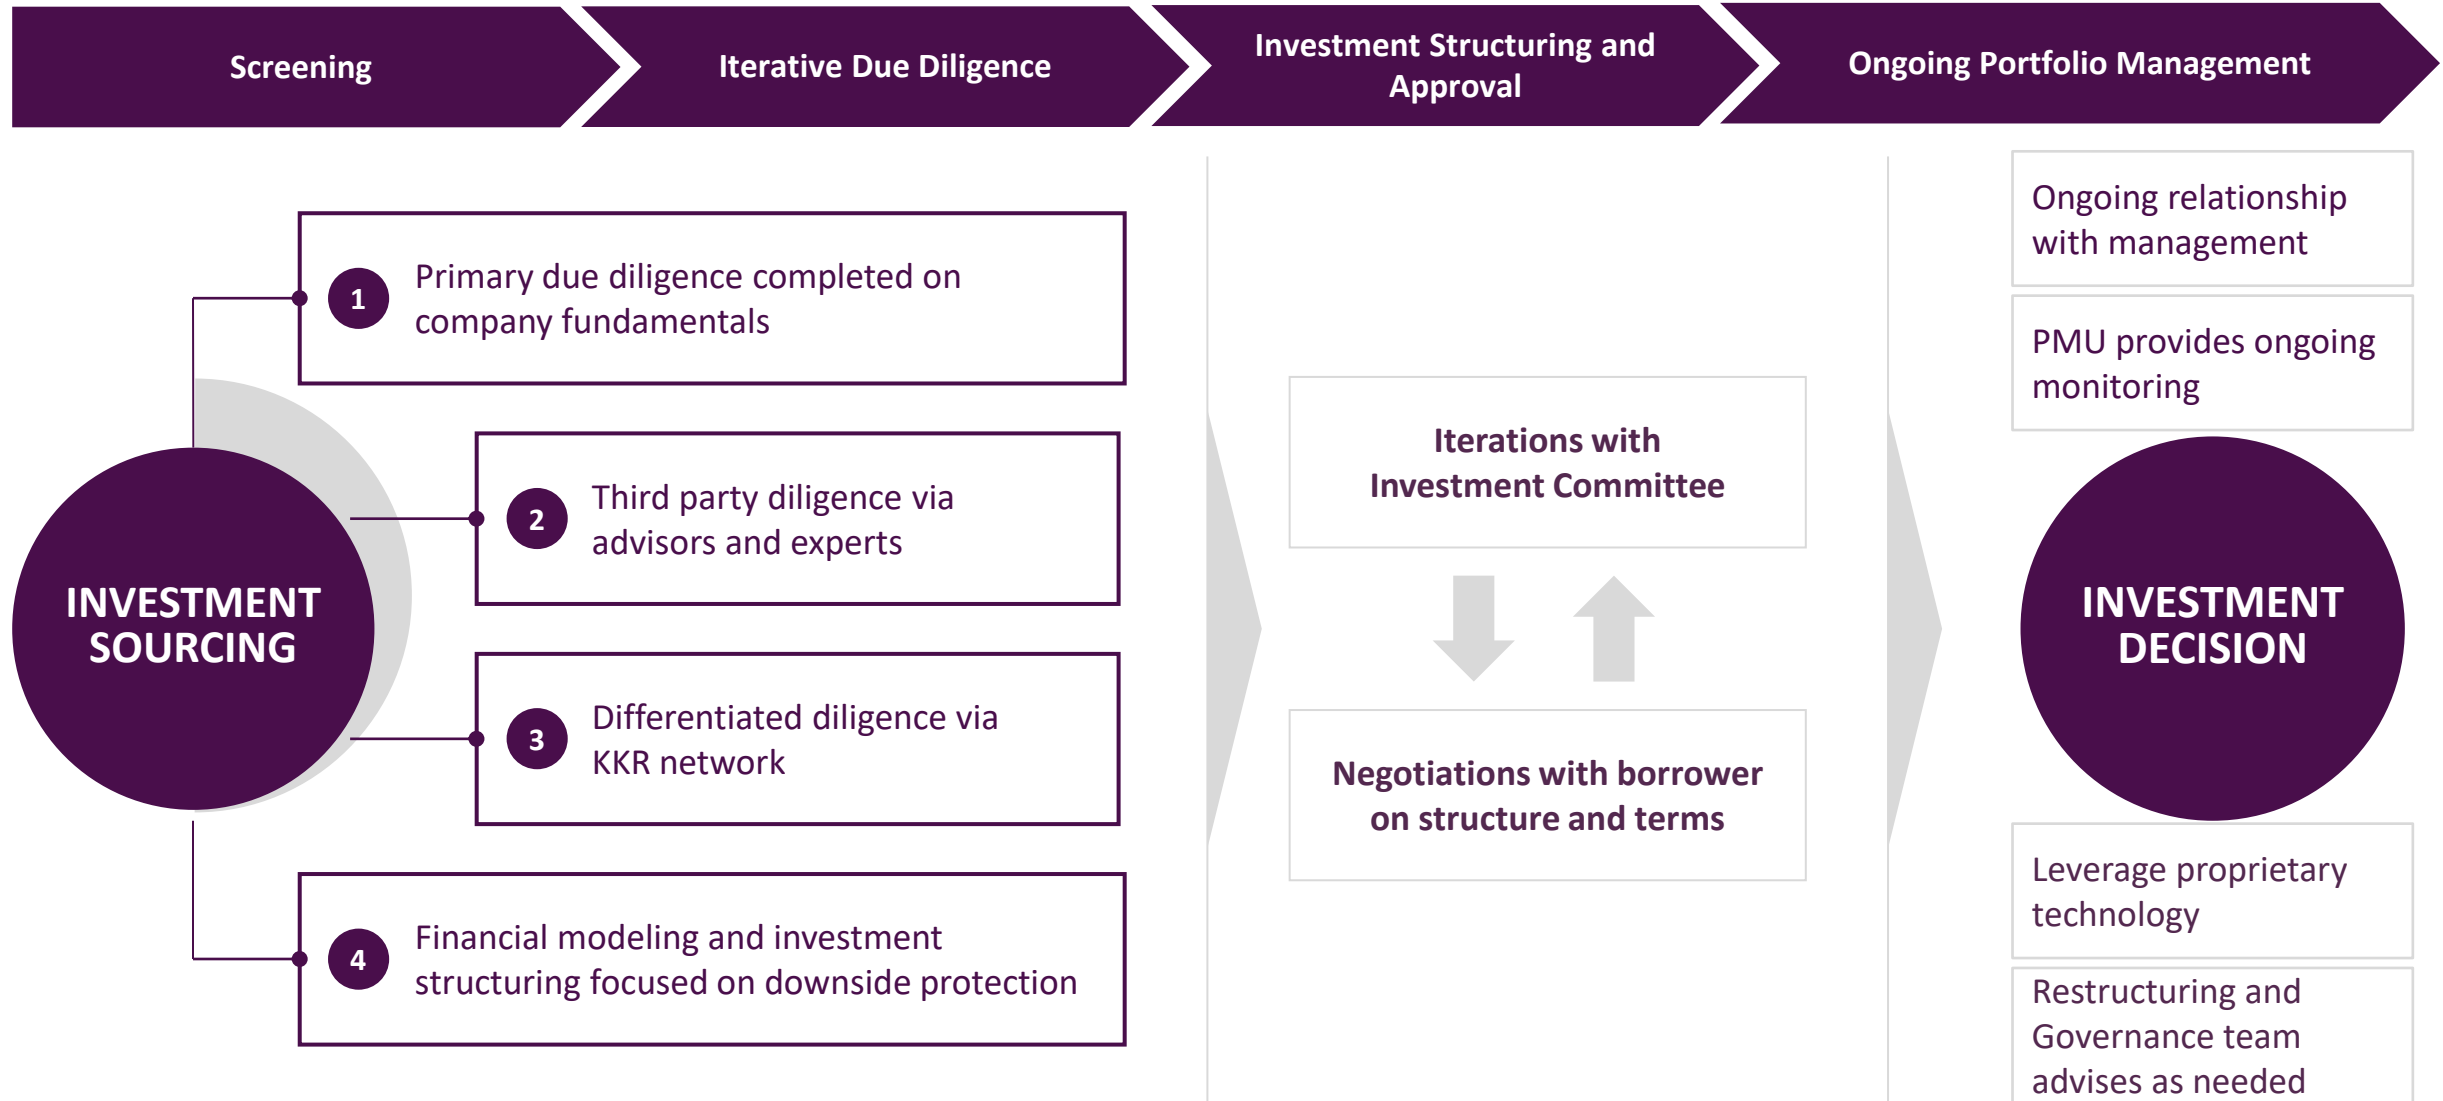 Screening
Iterative Due Diligence
Investment Structuring and
Approval
Ongoing Portfolio Management
INVESTMENT
SOURCING
1
Primary due diligence completed on
company fundamentals
2
Third party diligence via
advisors and experts
3
Differentiated diligence via
KKR network
4
Financial modeling and investment
structuring focused on downside protection
Iterations with
Investment Committee
Negotiations with borrower
on structure and terms
Ongoing relationship
with management
PMU provides ongoing
monitoring
INVESTMENT
DECISION
Leverage proprietary
technology
Restructuring and
Governance team
advises as needed